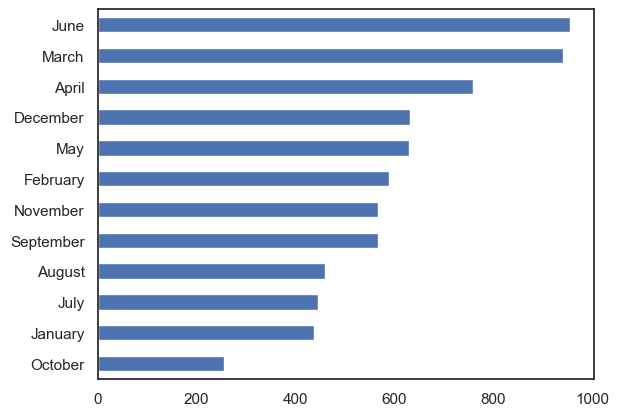 June
March
April
December
May
February
November
September
August
July
January
October
0 200 400 600 800 1000